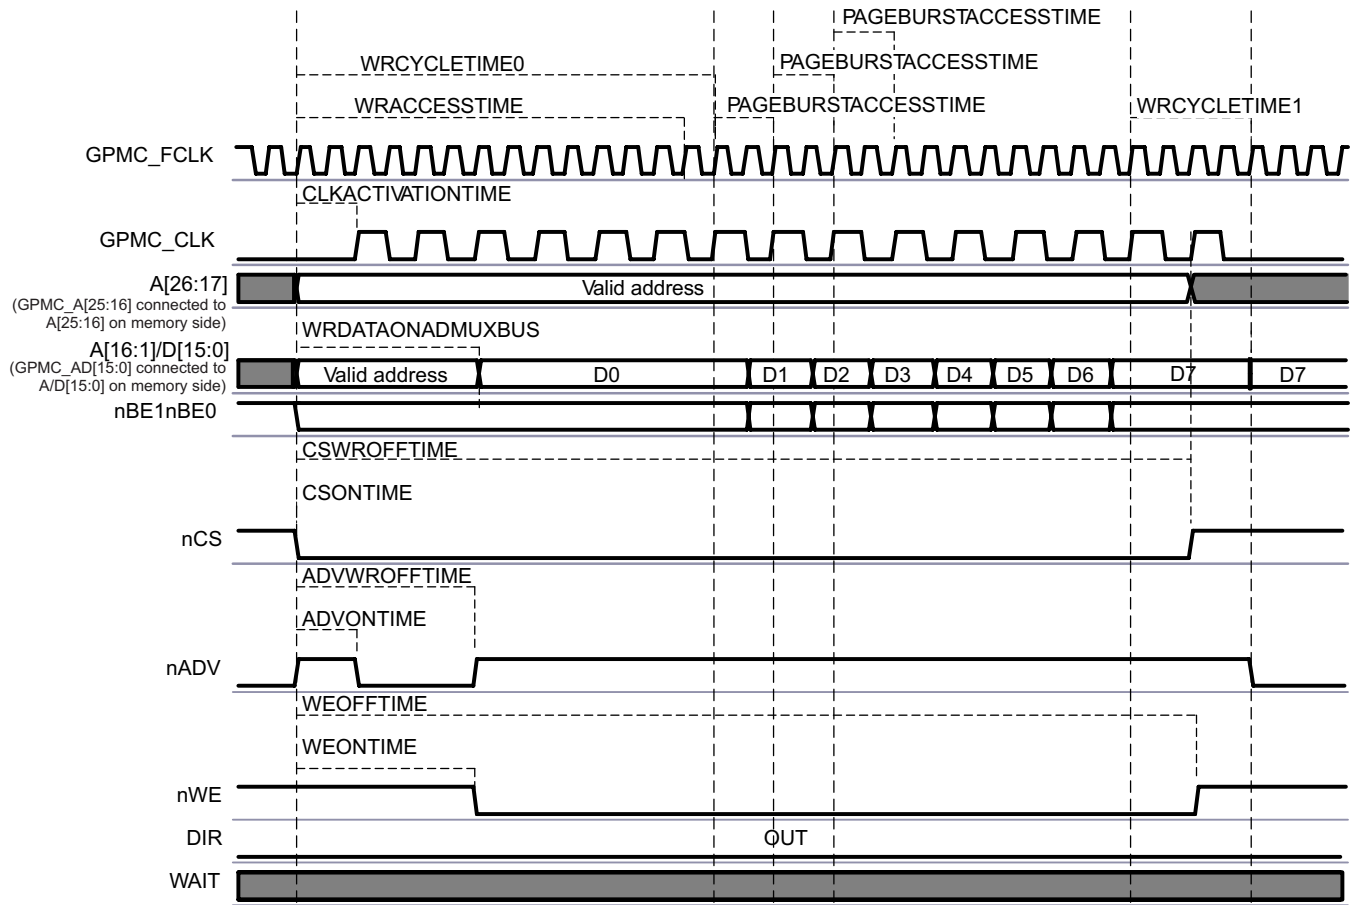 PAGEBURSTACCESSTIME
WRCYCLETIME0
PAGEBURSTACCESSTIME
WRACCESSTIME
PAGEBURSTACCESSTIME
WRCYCLETIME1
GPMC_FCLK
CLKACTIVATIONTIME
GPMC_CLK
A[26:17]
(GPMC_A[25:16] connected to
A[25:16] on memory side)
Valid address
WRDATAONADMUXBUS
A[16:1]/D[15:0]
(GPMC_AD[15:0] connected to
A/D[15:0] on memory side)
Valid address D0 D1 D2 D3 D4 D5 D6 D7 D7
nBE1nBE0
CSWROFFTIME
CSONTIME
nCS
ADVWROFFTIME
ADVONTIME
nADV
WEOFFTIME
WEONTIME
nWE
DIR OUT
WAIT